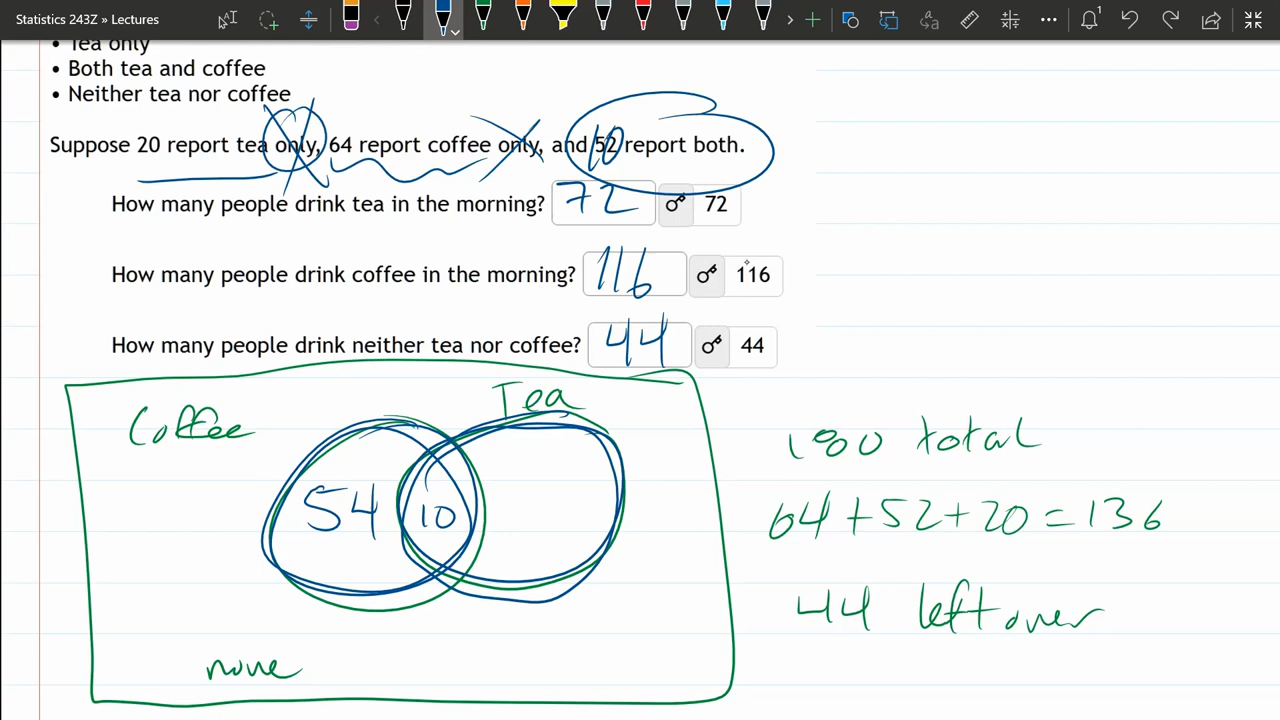 Statistics 243Z » Lectures
1
• Tea only
• Both tea and coffee
• Neither tea nor coffee
Suppose 20 report tea only, 64 report coffee only, and 52 report both.
10
How many people drink tea in the morning? 72 72
How many people drink coffee in the morning? 116 116
How many people drink neither tea nor coffee? 44 44
Coffee Tea
180 total
54 10
64+52+20=136
44 leftover
none